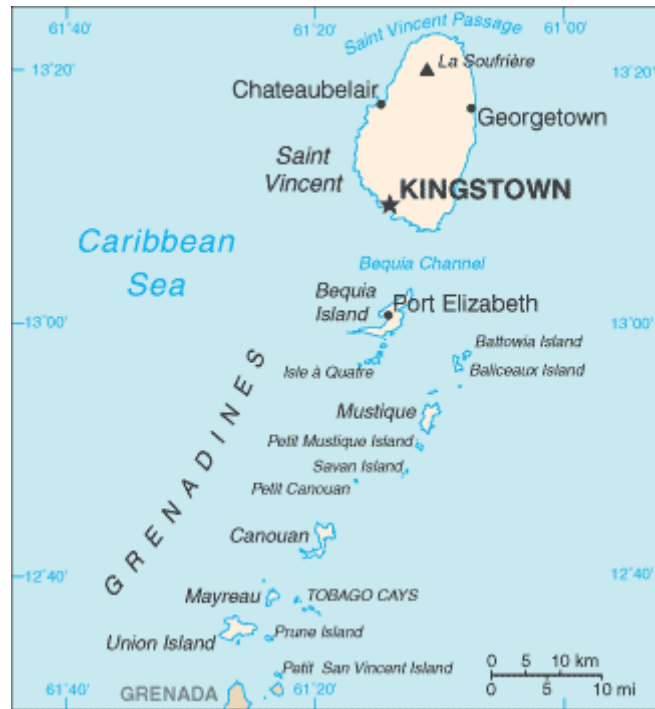 61°40'
61°20'
61°00'
Saint Vincent Passage
13°20'
La Soufrière
13°20'
Chateaubelair
Georgetown
Saint
Vincent
KINGSTOWN
Caribbean
Sea
Bequia Channel
Bequia
Island
Port Elizabeth
13°00'
13°00'
Battowia Island
Isle à Quatre
Baliceaux Island
GRENADINES
Mustique
Petit Mustique Island
Savan Island
Petit Canouan
Canouan
12°40'
12°40'
Mayreau
TOBAGO CAYS
Union Island
Prune Island
Petit San Vincent Island
0 5 10 km
0 5 10 mi
61°40'
GRENADA
61°20'